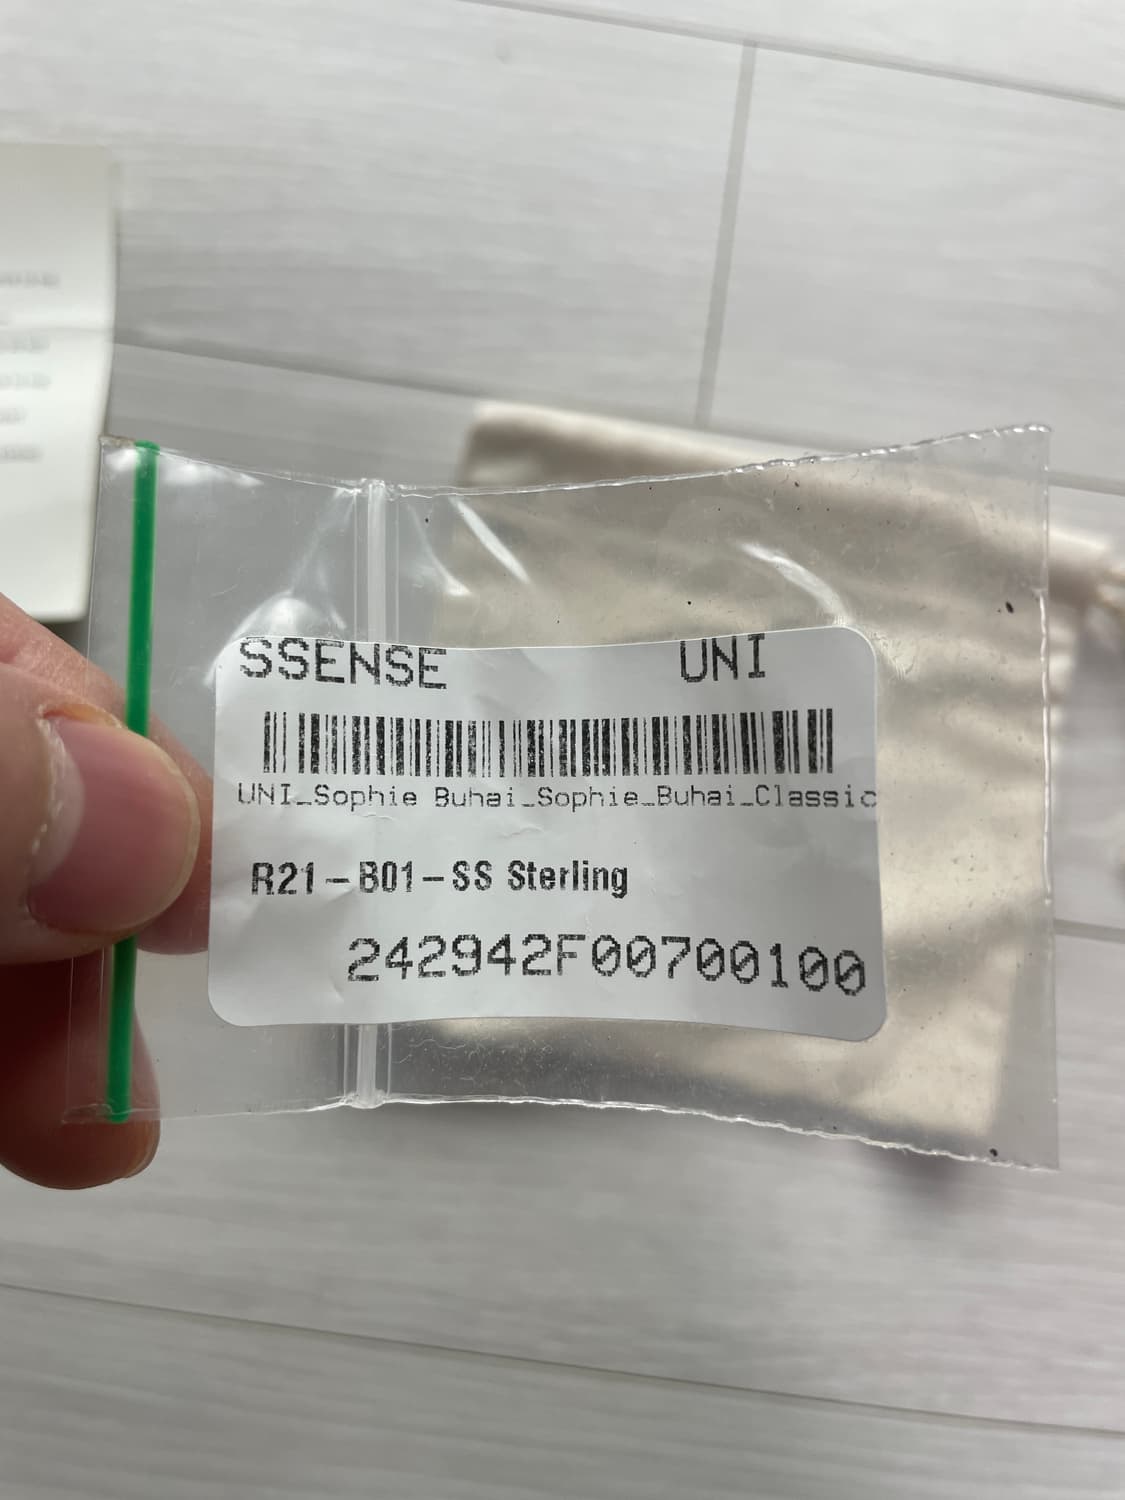 SSENSE UNI
UNI_Sophie Buhai_Sophie_Buhai_Classic
R21-B01-SS Sterling
242942F00700100